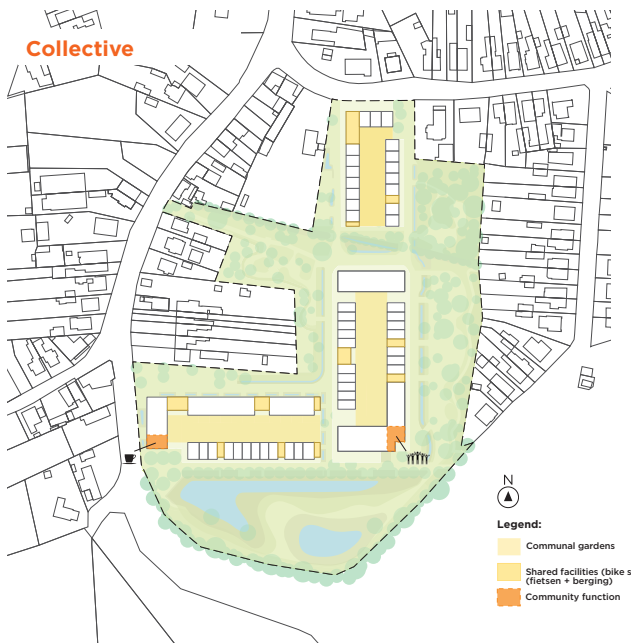 Collective
N
Legend:
Communal gardens
Shared facilities (bike s
(fietsen + berging)
Community function